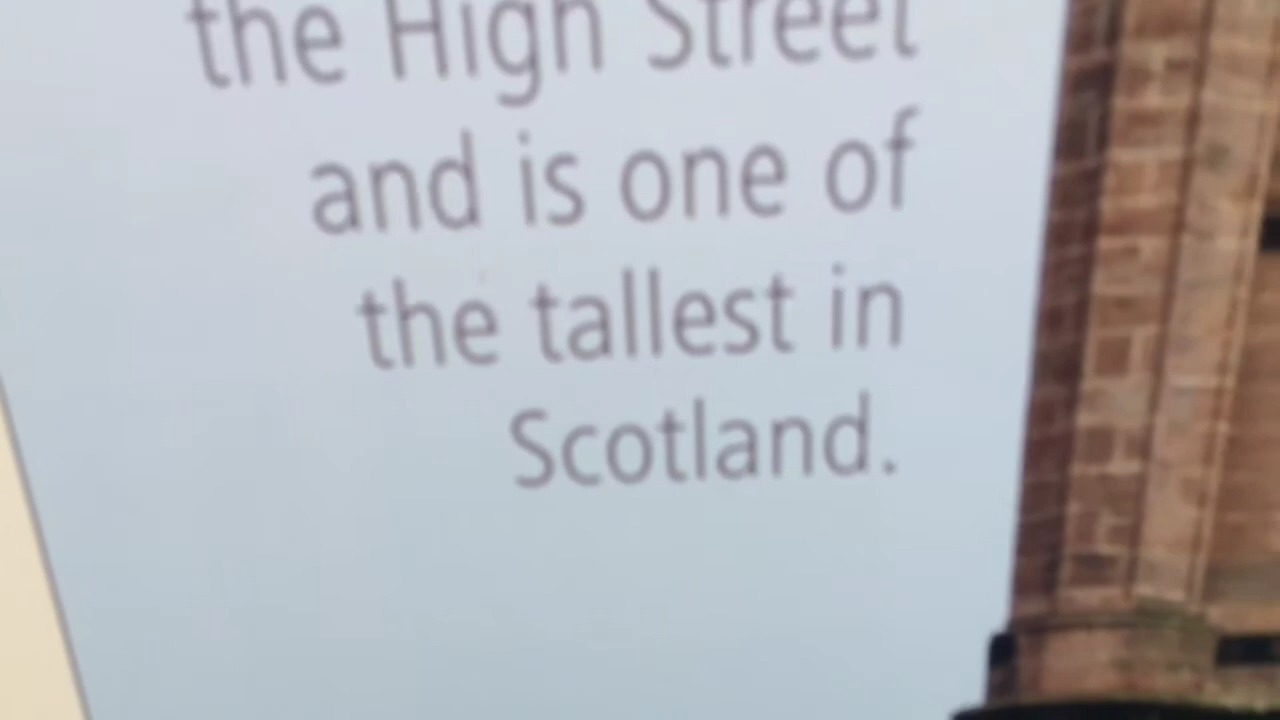 the High Street
and is one of
the tallest in
Scotland.